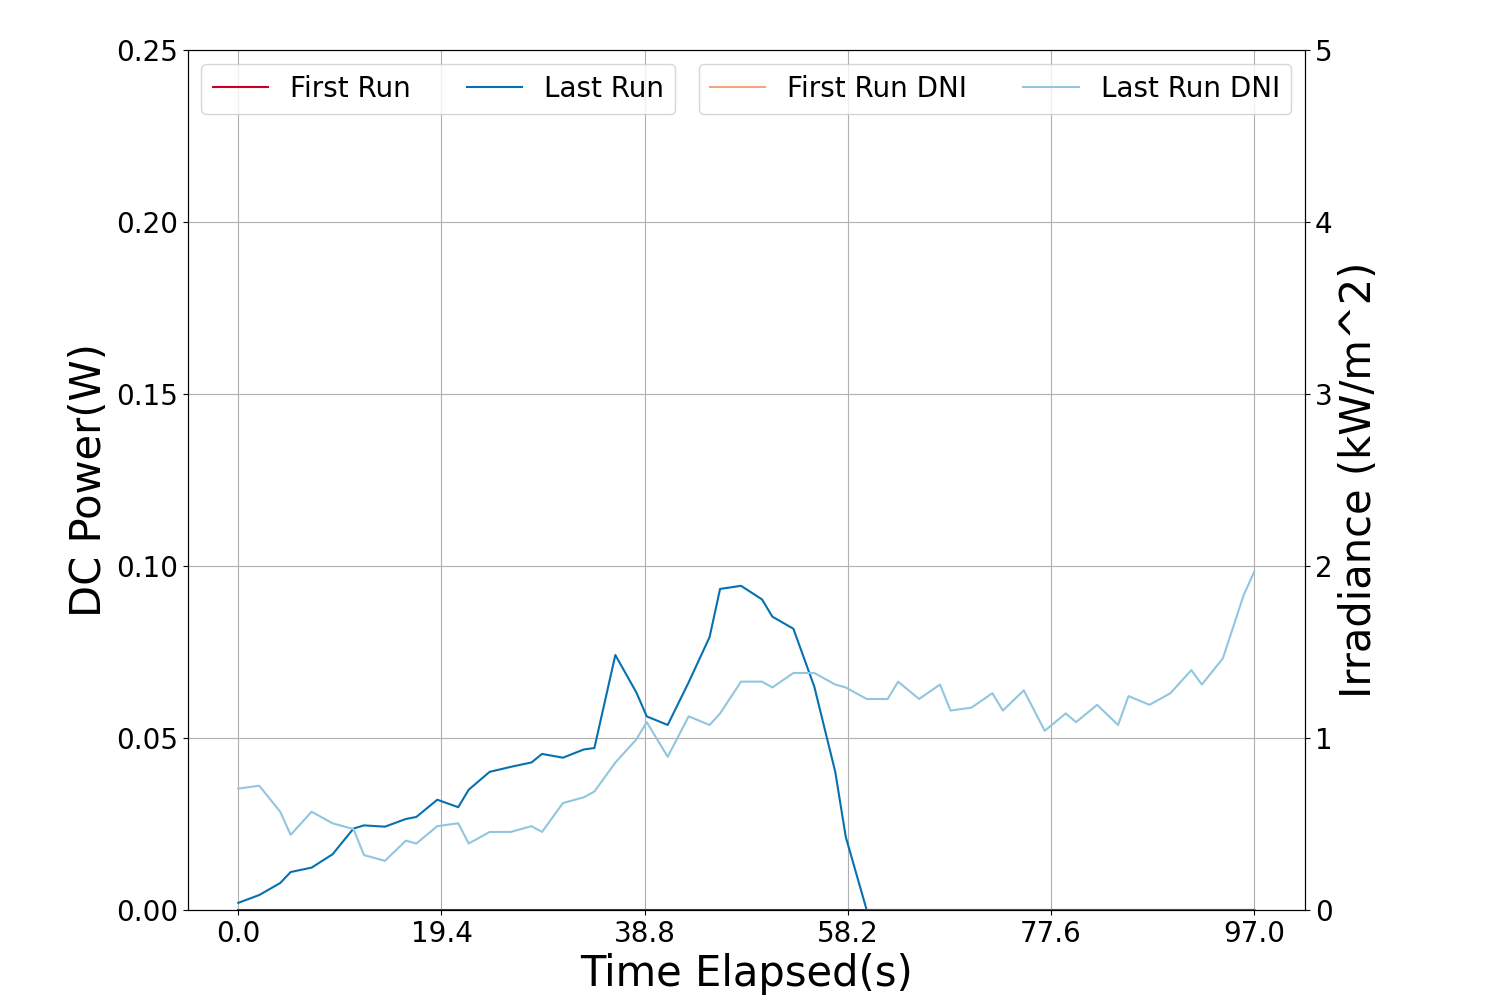 First Run
Last Run
First Run DNI
Last Run DNI
0.25
0.20
0.15
0.10
0.05
0.00
DC Power(W)
5
4
3
2
1
0
Irradiance (kW/m^2)
0.0 19.4 38.8 58.2 77.6 97.0
Time Elapsed(s)